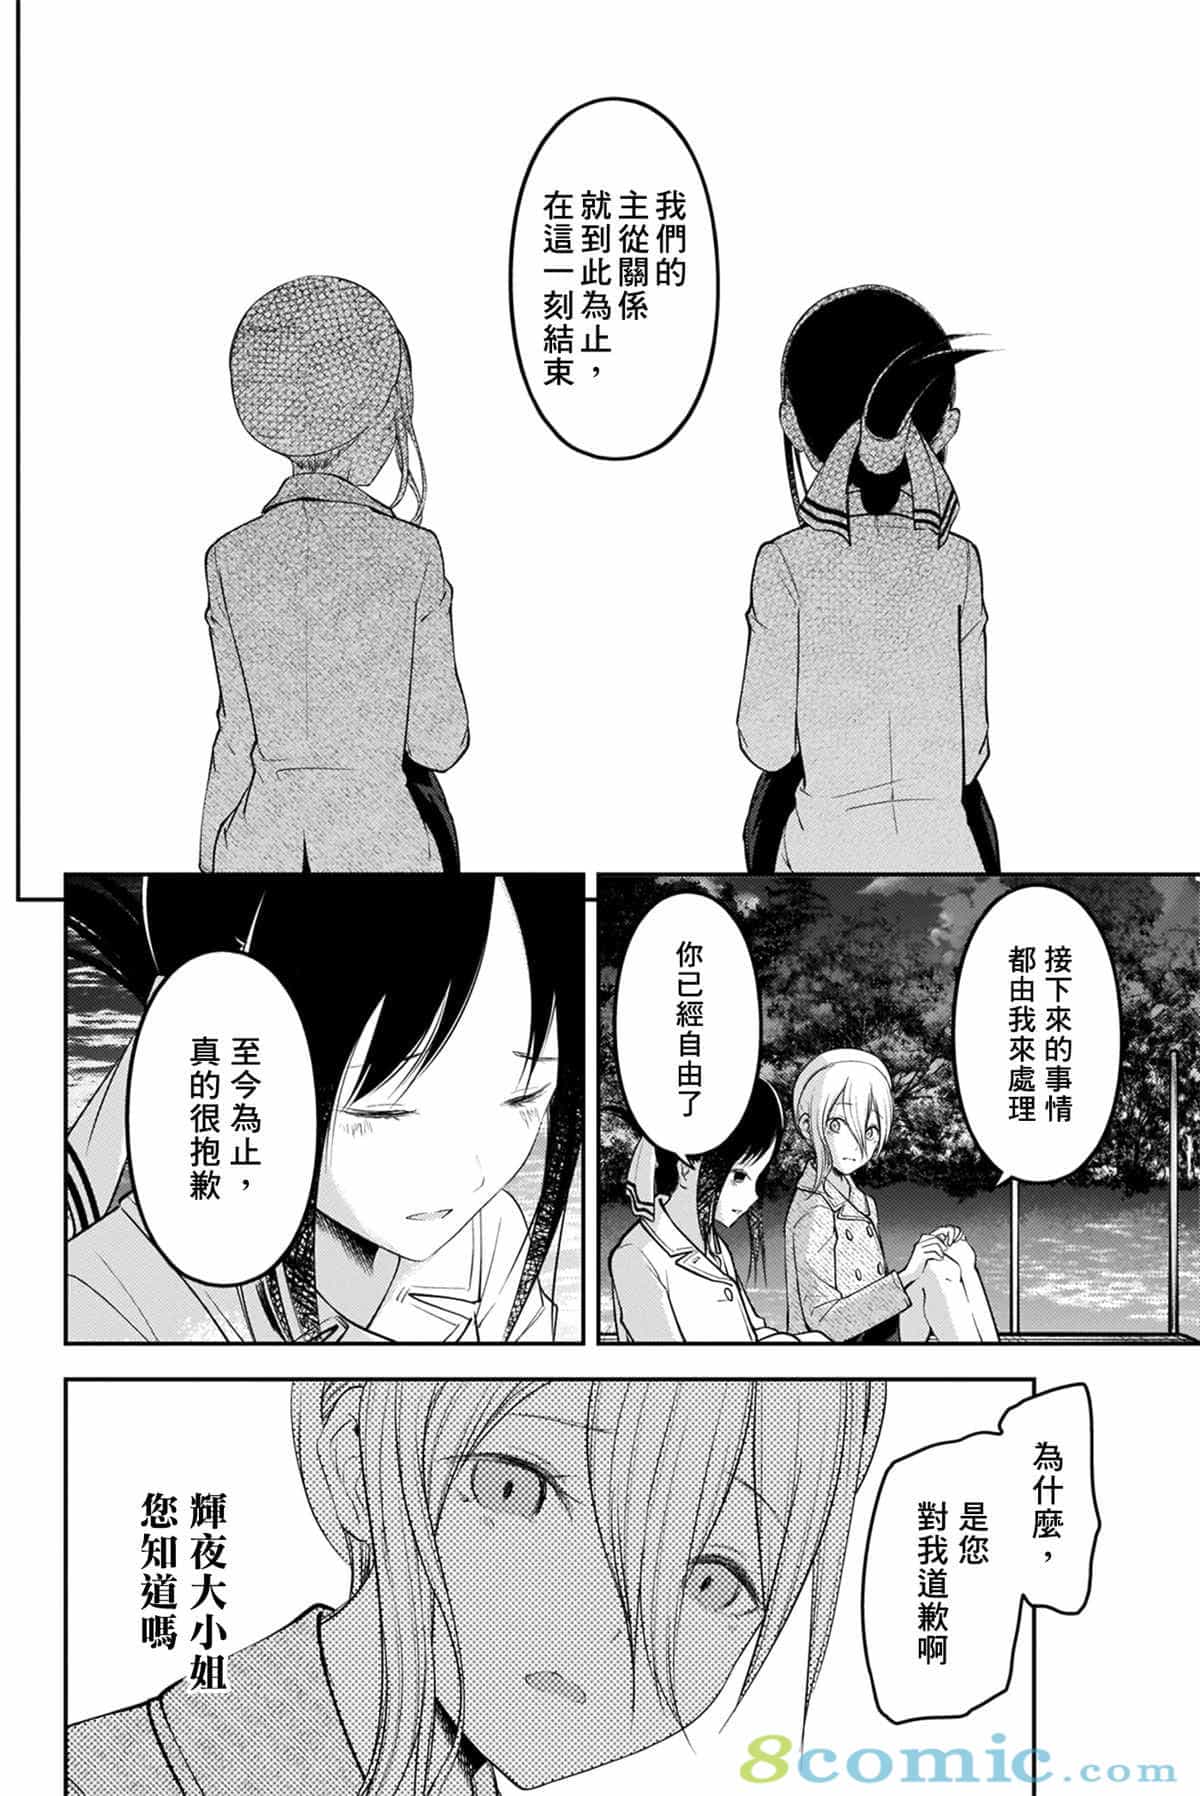 我們的
主從關係
就到此為止，
在這一刻結束
接下來的事情
都由我來處理
你已經自由了
至今為止，
真的很抱歉
為什麼，
是您
對我道歉啊
輝夜大小姐
您知道嗎
8comic.com